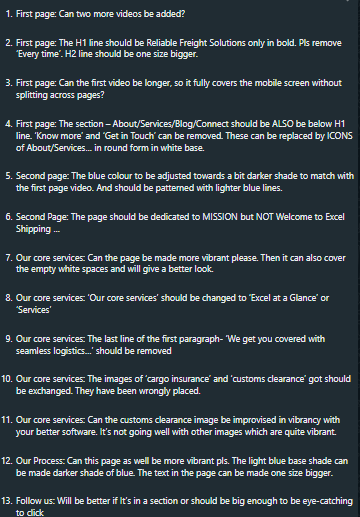 1. First page: Can two more videos be added?
2. First page: The H1 line should be Reliable Freight Solutions only in bold. Pls remove
'Every time'. H2 line should be one size bigger.
3. First page: Can the first video be longer, so it fully covers the mobile screen without
splitting across pages?
4. First page: The section – About/Services/Blog/Connect should be ALSO be below H1
line. 'Know more' and 'Get in Touch' can be removed. These can be replaced by ICONS
of About/Services... in round form in white base.
5. Second page: The blue colour to be adjusted towards a bit darker shade to match with
the first page video. And should be patterned with lighter blue lines.
6. Second Page: The page should be dedicated to MISSION but NOT Welcome to Excel
Shipping ...
7. Our core services: Can the page be made more vibrant please. Then it can also cover
the empty white spaces and will give a better look.
8. Our core services: 'Our core services' should be changed to 'Excel at a Glance' or
'Services'
9. Our core services: The last line of the first paragraph- 'We get you covered with
seamless logistics...' should be removed
10. Our core services: The images of 'cargo insurance' and 'customs clearance' got should
be exchanged. They have been wrongly placed.
11. Our core services: Can the customs clearance image be improvised in vibrancy with
your better software. It's not going well with other images which are quite vibrant.
12. Our Process: Can this page as well be more vibrant pls. The light blue base shade can
be made darker shade of blue. The text in the page can be made one size bigger.
13. Follow us: Will be better if It's in a section or should be big enough to be eye-catching
to click